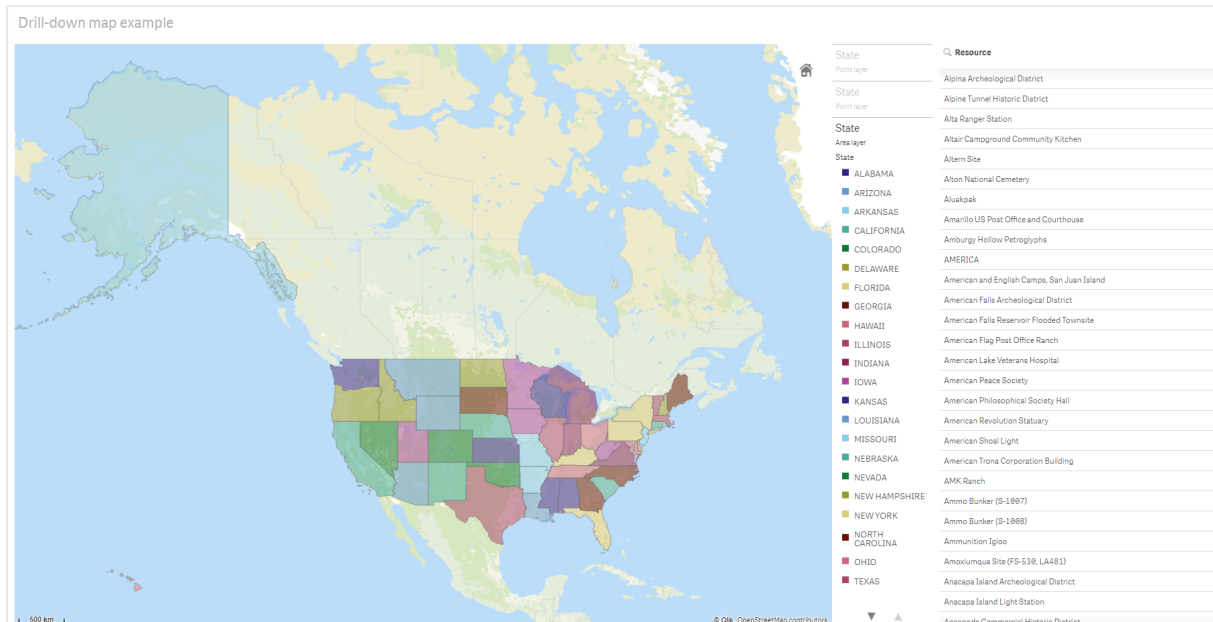 Drill-down map example
State
Point layer
State
Point layer
State
Area layer
State
ALABAMA
ARIZONA
ARKANSAS
CALIFORNIA
COLORADO
DELAWARE
FLORIDA
GEORGIA
HAWAII
ILLINOIS
INDIANA
IOWA
KANSAS
LOUISIANA
MISSOURI
NEBRASKA
NEVADA
NEW HAMPSHIRE
NEW YORK
NORTH
CAROLINA
OHIO
TEXAS
Resource
Alpina Archeological District
Alpine Tunnel Historic District
Alta Ranger Station
Altair Campground Community Kitchen
Altern Site
Alton National Cemetery
Aluakpak
Amarillo US Post Office and Courthouse
Amburgy Hollow Petroglyphs
AMERICA
American and English Camps, San Juan Island
American Falls Archeological District
American Falls Reservoir Flooded Townsite
American Flag Post Office Ranch
American Lake Veterans Hospital
American Peace Society
American Philosophical Society Hall
American Revolution Statuary
American Shoal Light
American Trona Corporation Building
AMK Ranch
Ammo Bunker (S-1007)
Ammo Bunker (S-1008)
Ammunition Igloo
Amoxiumqua Site (FS-530, LA481)
Anacapa Island Archeological District
Anacapa Island Light Station
Anaconda Commercial Historic District
500 km
© Qlik, OpenStreetMap contributors